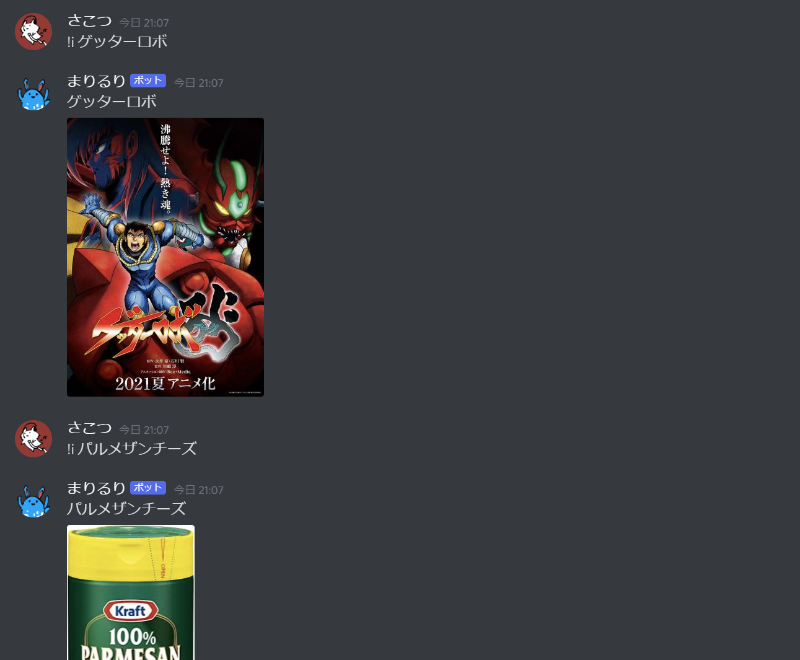 さこつ 今日 21:07
!i ゲッターロボ
まりるり ボット 今日 21:07
ゲッターロボ
沸騰せよ!熱き魂。
ゲッターロボ
2021夏 アニメ化
さこつ 今日 21:07
!i パルメザンチーズ
まりるり ボット 今日 21:07
パルメザンチーズ
OPEN
Kraft
100%
PARMESAN